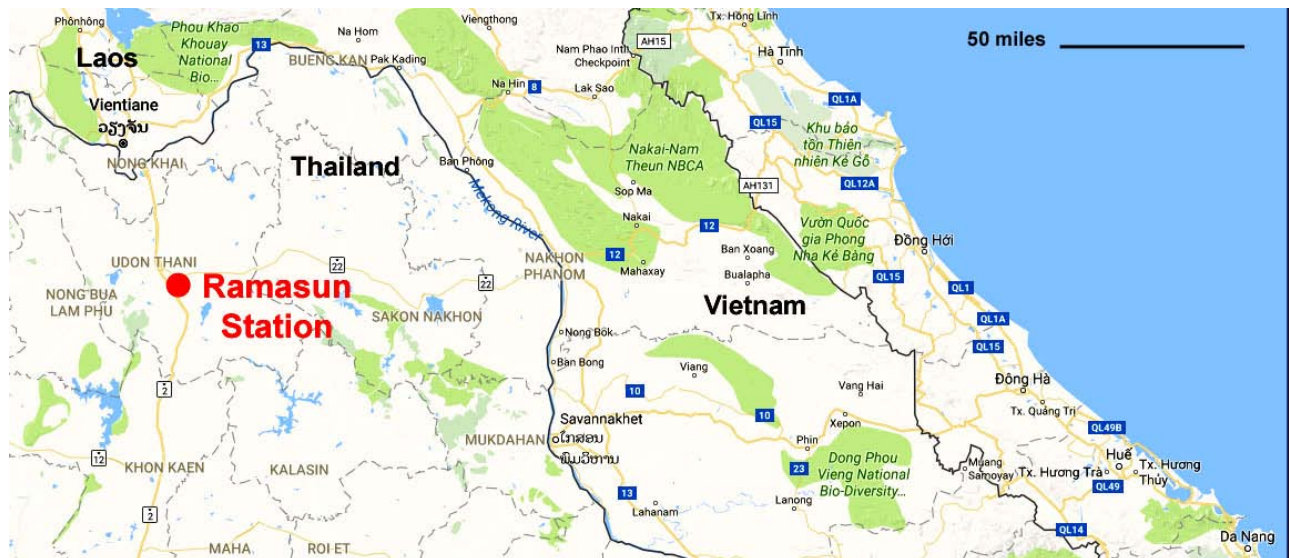 Phônhông
Phou Khao
Khouay
National
Bio...
13
Na Hom
Viengthong
AH15
Tx. Hồng Lĩnh
50 miles
Laos
BUENG KAN
Pak Kading
Nam Phao Intl
Checkpoint
Hà Tĩnh
Na Hin
8
Lak Sao
QL1A
Vientiane
ວຽງຈັນ
QL15
Khu bảo
tồn Thiên
nhiên Kẻ Gỗ
NONG KHAI
Thailand
Ban Phông
Nakai-Nam
Theun NBCA
AH131
QL12A
Mekong River
Sop Ma
Nakai
12
12
Vườn Quốc
gia Phong
Nha Kẻ Bàng
Đồng Hới
UDON THANI
22
NAKHON
PHANOM
Mahaxay
Ban Xoang
Bualapha
QL15
QL1
Ramasun
Station
22
NONG BUA
LAM PHU
SAKON NAKHON
Vietnam
Nong Bok
QL1A
QL15
Ban Bong
Viang
2
10
Vang Hai
Đông Hà
Tx. Quảng Trị
Savannakhet
ໄກສອນ
ພົມວິຫານ
10
Xepon
MUKDAHAN
Phin
QL49B
12
KHON KAEN
KALASIN
23
Dong Phou
Vieng National
Bio-Diversity...
Muang
Samoyay
Huế
Tx. Hương Trà
Tx. Hương
Thủy
QL49
13
Lahanam
Lanong
2
QL14
MAHA
ROI ET
Da Nang